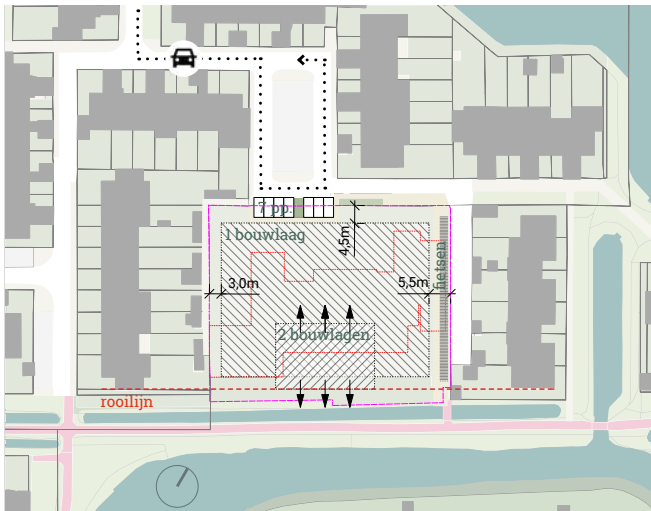 7 pp.
1 bouwlaag
4,5m
fietsen
3,0m
5,5m
2 bouwlagen
rooilijn